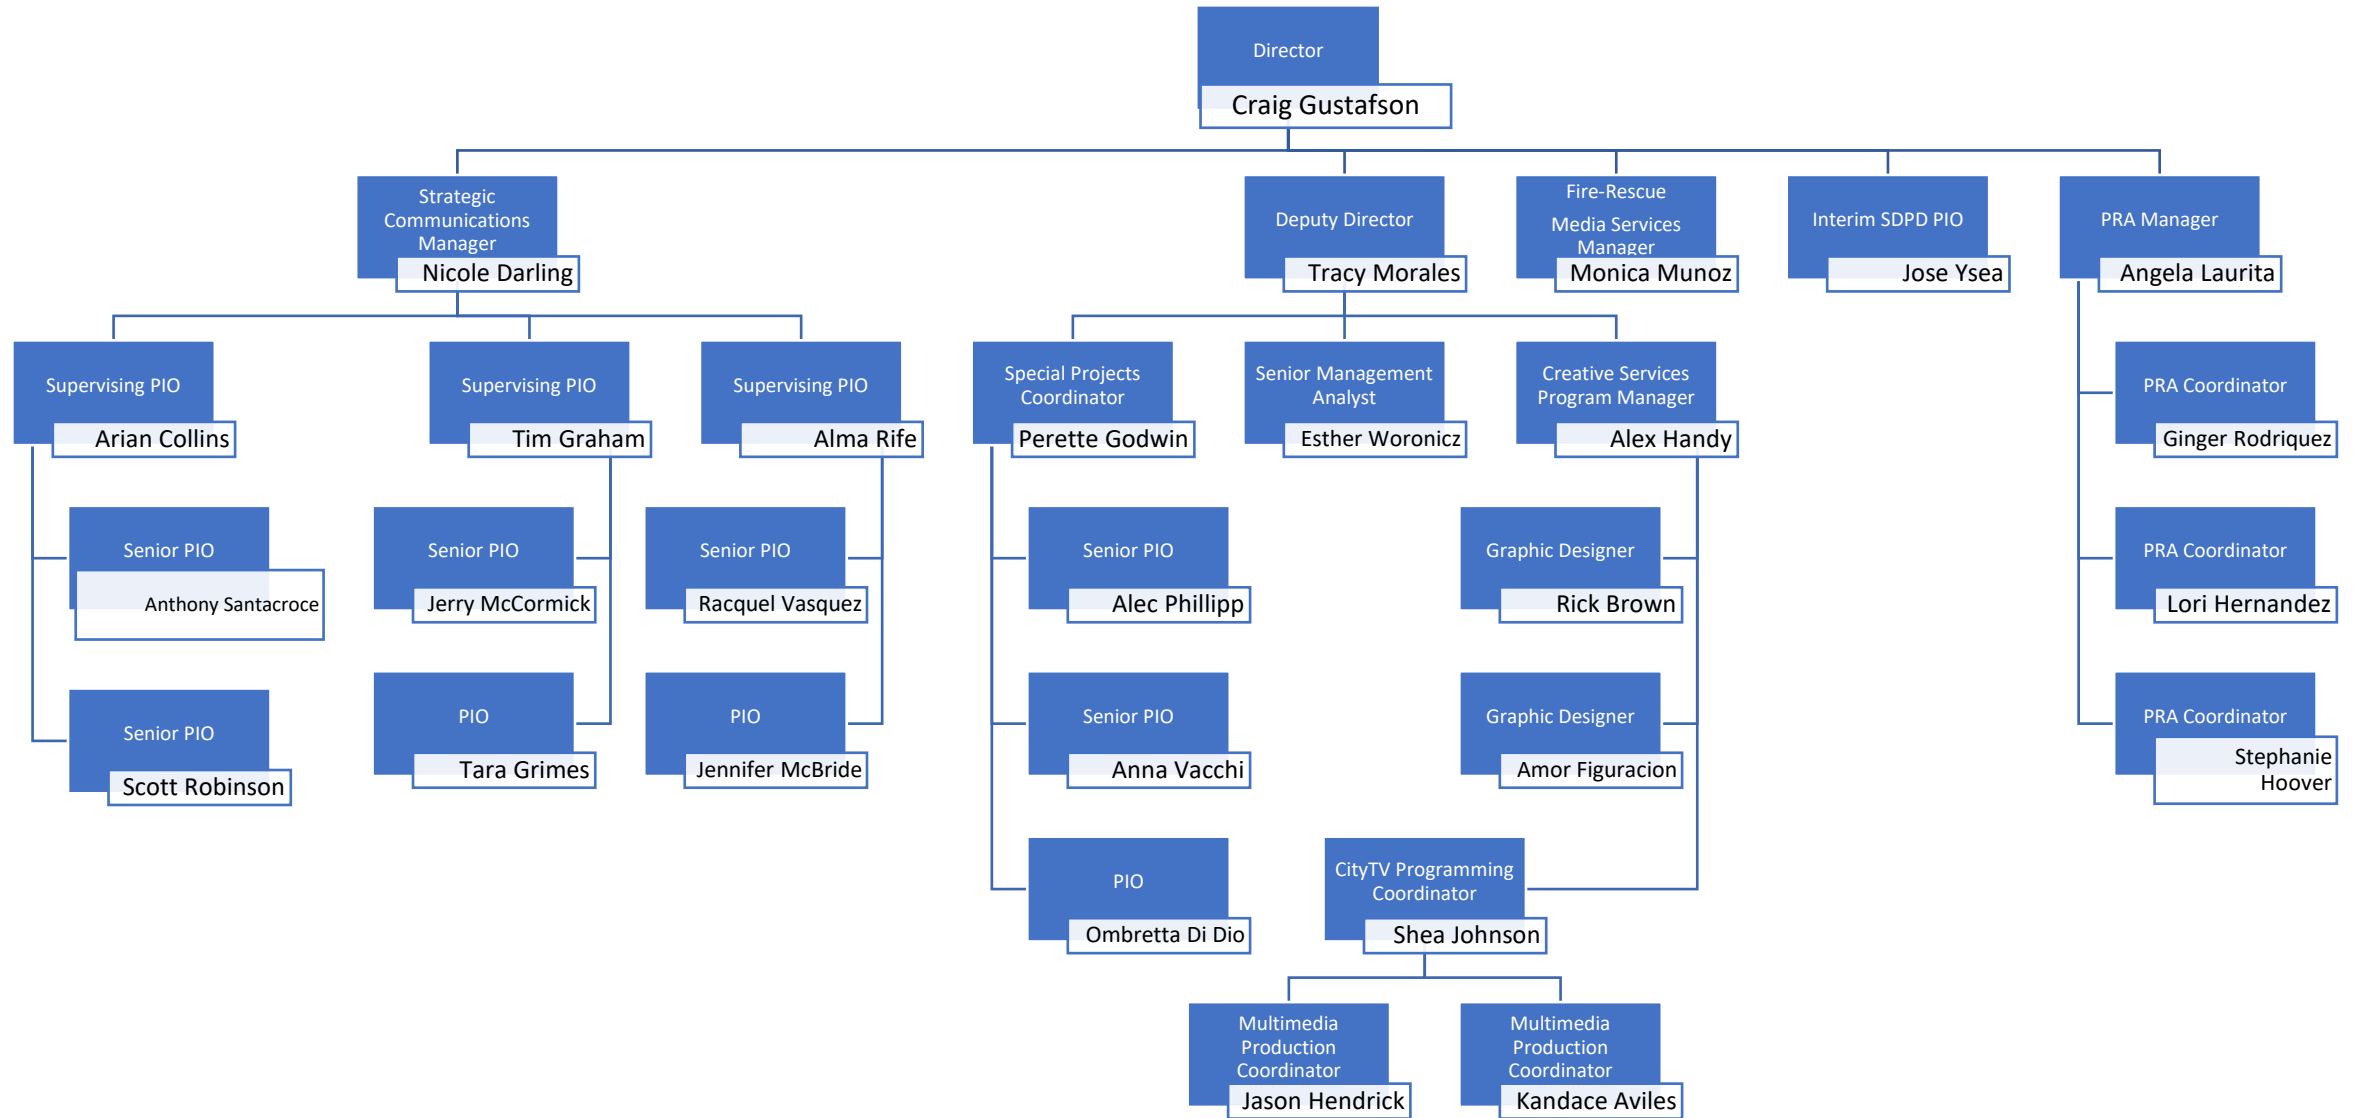 Director
Craig Gustafson
Strategic
Communications
Manager
Nicole Darling
Deputy Director
Tracy Morales
Fire-Rescue
Media Services
Manager
Monica Munoz
Interim SDPD PIO
Jose Ysea
PRA Manager
Angela Laurita
Supervising PIO
Arian Collins
Supervising PIO
Tim Graham
Supervising PIO
Alma Rife
Special Projects
Coordinator
Perette Godwin
Senior Management
Analyst
Esther Woronicz
Creative Services
Program Manager
Alex Handy
PRA Coordinator
Ginger Rodriquez
Senior PIO
Anthony Santacroce
Senior PIO
Jerry McCormick
Senior PIO
Racquel Vasquez
Senior PIO
Alec Phillipp
Graphic Designer
Rick Brown
PRA Coordinator
Lori Hernandez
Senior PIO
Scott Robinson
PIO
Tara Grimes
PIO
Jennifer McBride
Senior PIO
Anna Vacchi
Graphic Designer
Amor Figuracion
PRA Coordinator
Stephanie
Hoover
PIO
Ombretta Di Dio
CityTV Programming
Coordinator
Shea Johnson
Multimedia
Production
Coordinator
Jason Hendrick
Multimedia
Production
Coordinator
Kandace Aviles